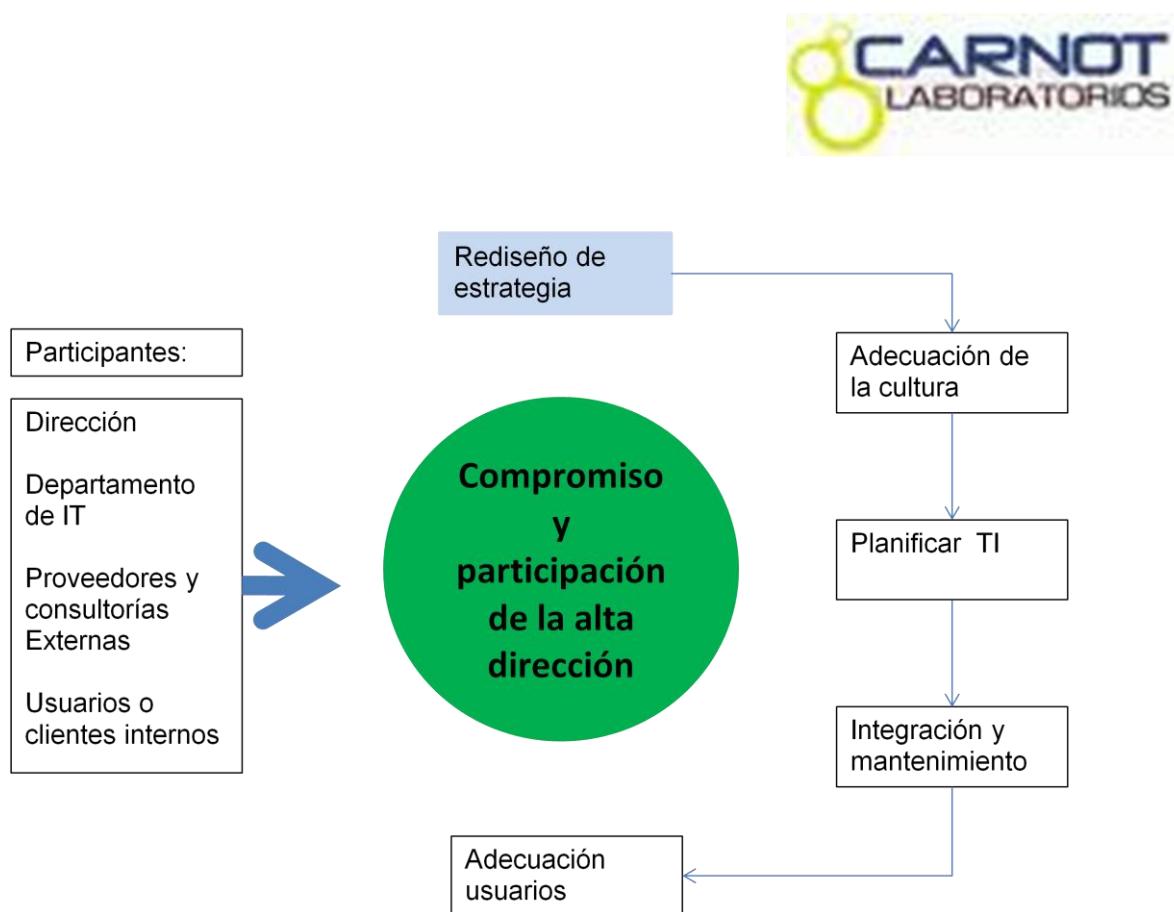 CARNOT
LABORATORIOS
Rediseño de
estrategia
Participantes:
Dirección
Departamento
de IT
Proveedores y
consultorías
Externas
Usuarios o
clientes internos
Compromiso
y
participación
de la alta
dirección
Adecuación de
la cultura
Planificar TI
Integración y
mantenimiento
Adecuación
usuarios